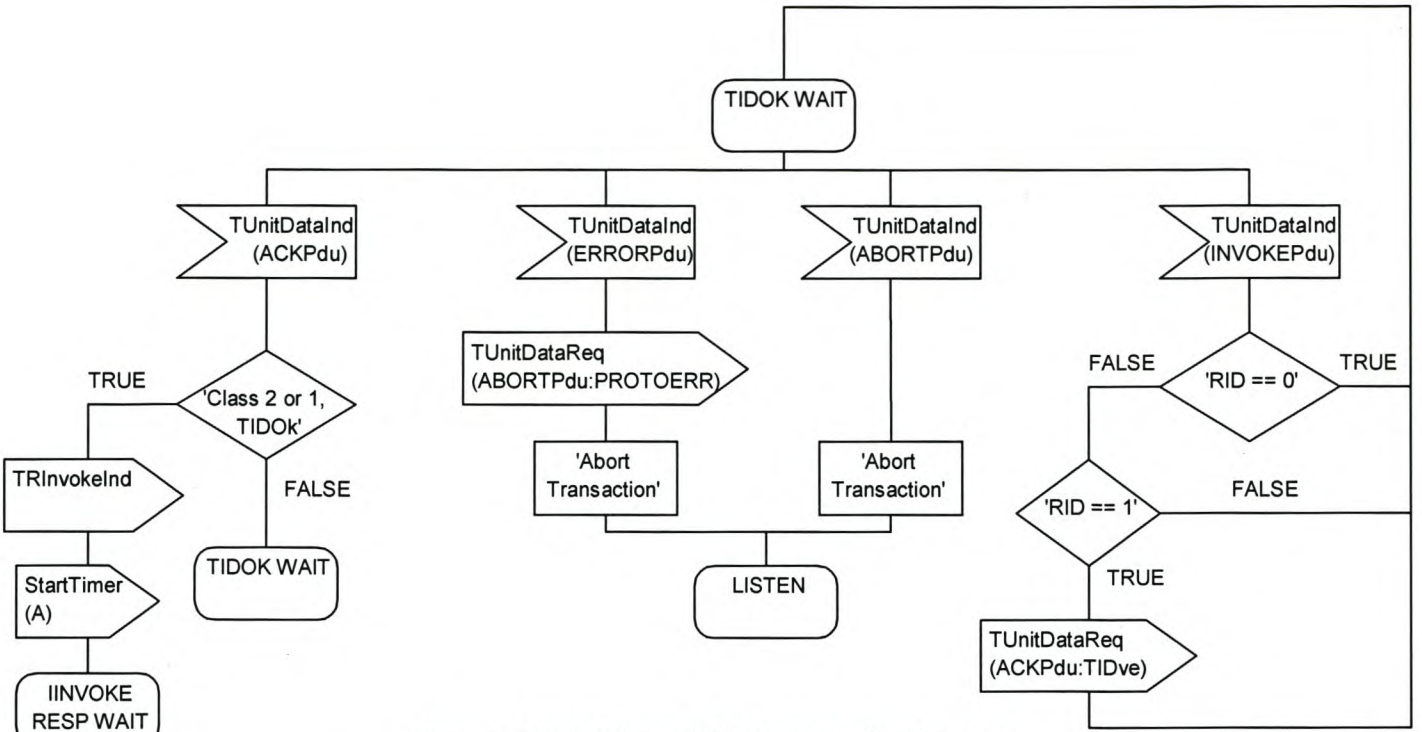 TIDOK WAIT
TUnitDataInd
(ACKPdu)
TUnitDataInd
(ERRORPdu)
TUnitDataInd
(ABORTPdu)
TUnitDataInd
(INVOKEPdu)
TRUE
'Class 2 or 1,
TIDOk'
FALSE
TRInvokeInd
StartTimer
(A)
IINVOKE
RESP WAIT
TIDOK WAIT
TUnitDataReq
(ABORTPdu:PROTOERR)
'Abort
Transaction'
'Abort
Transaction'
LISTEN
FALSE
'RID == 0'
TRUE
'RID == 1'
FALSE
TRUE
TUnitDataReq
(ACKPdu:TIDve)